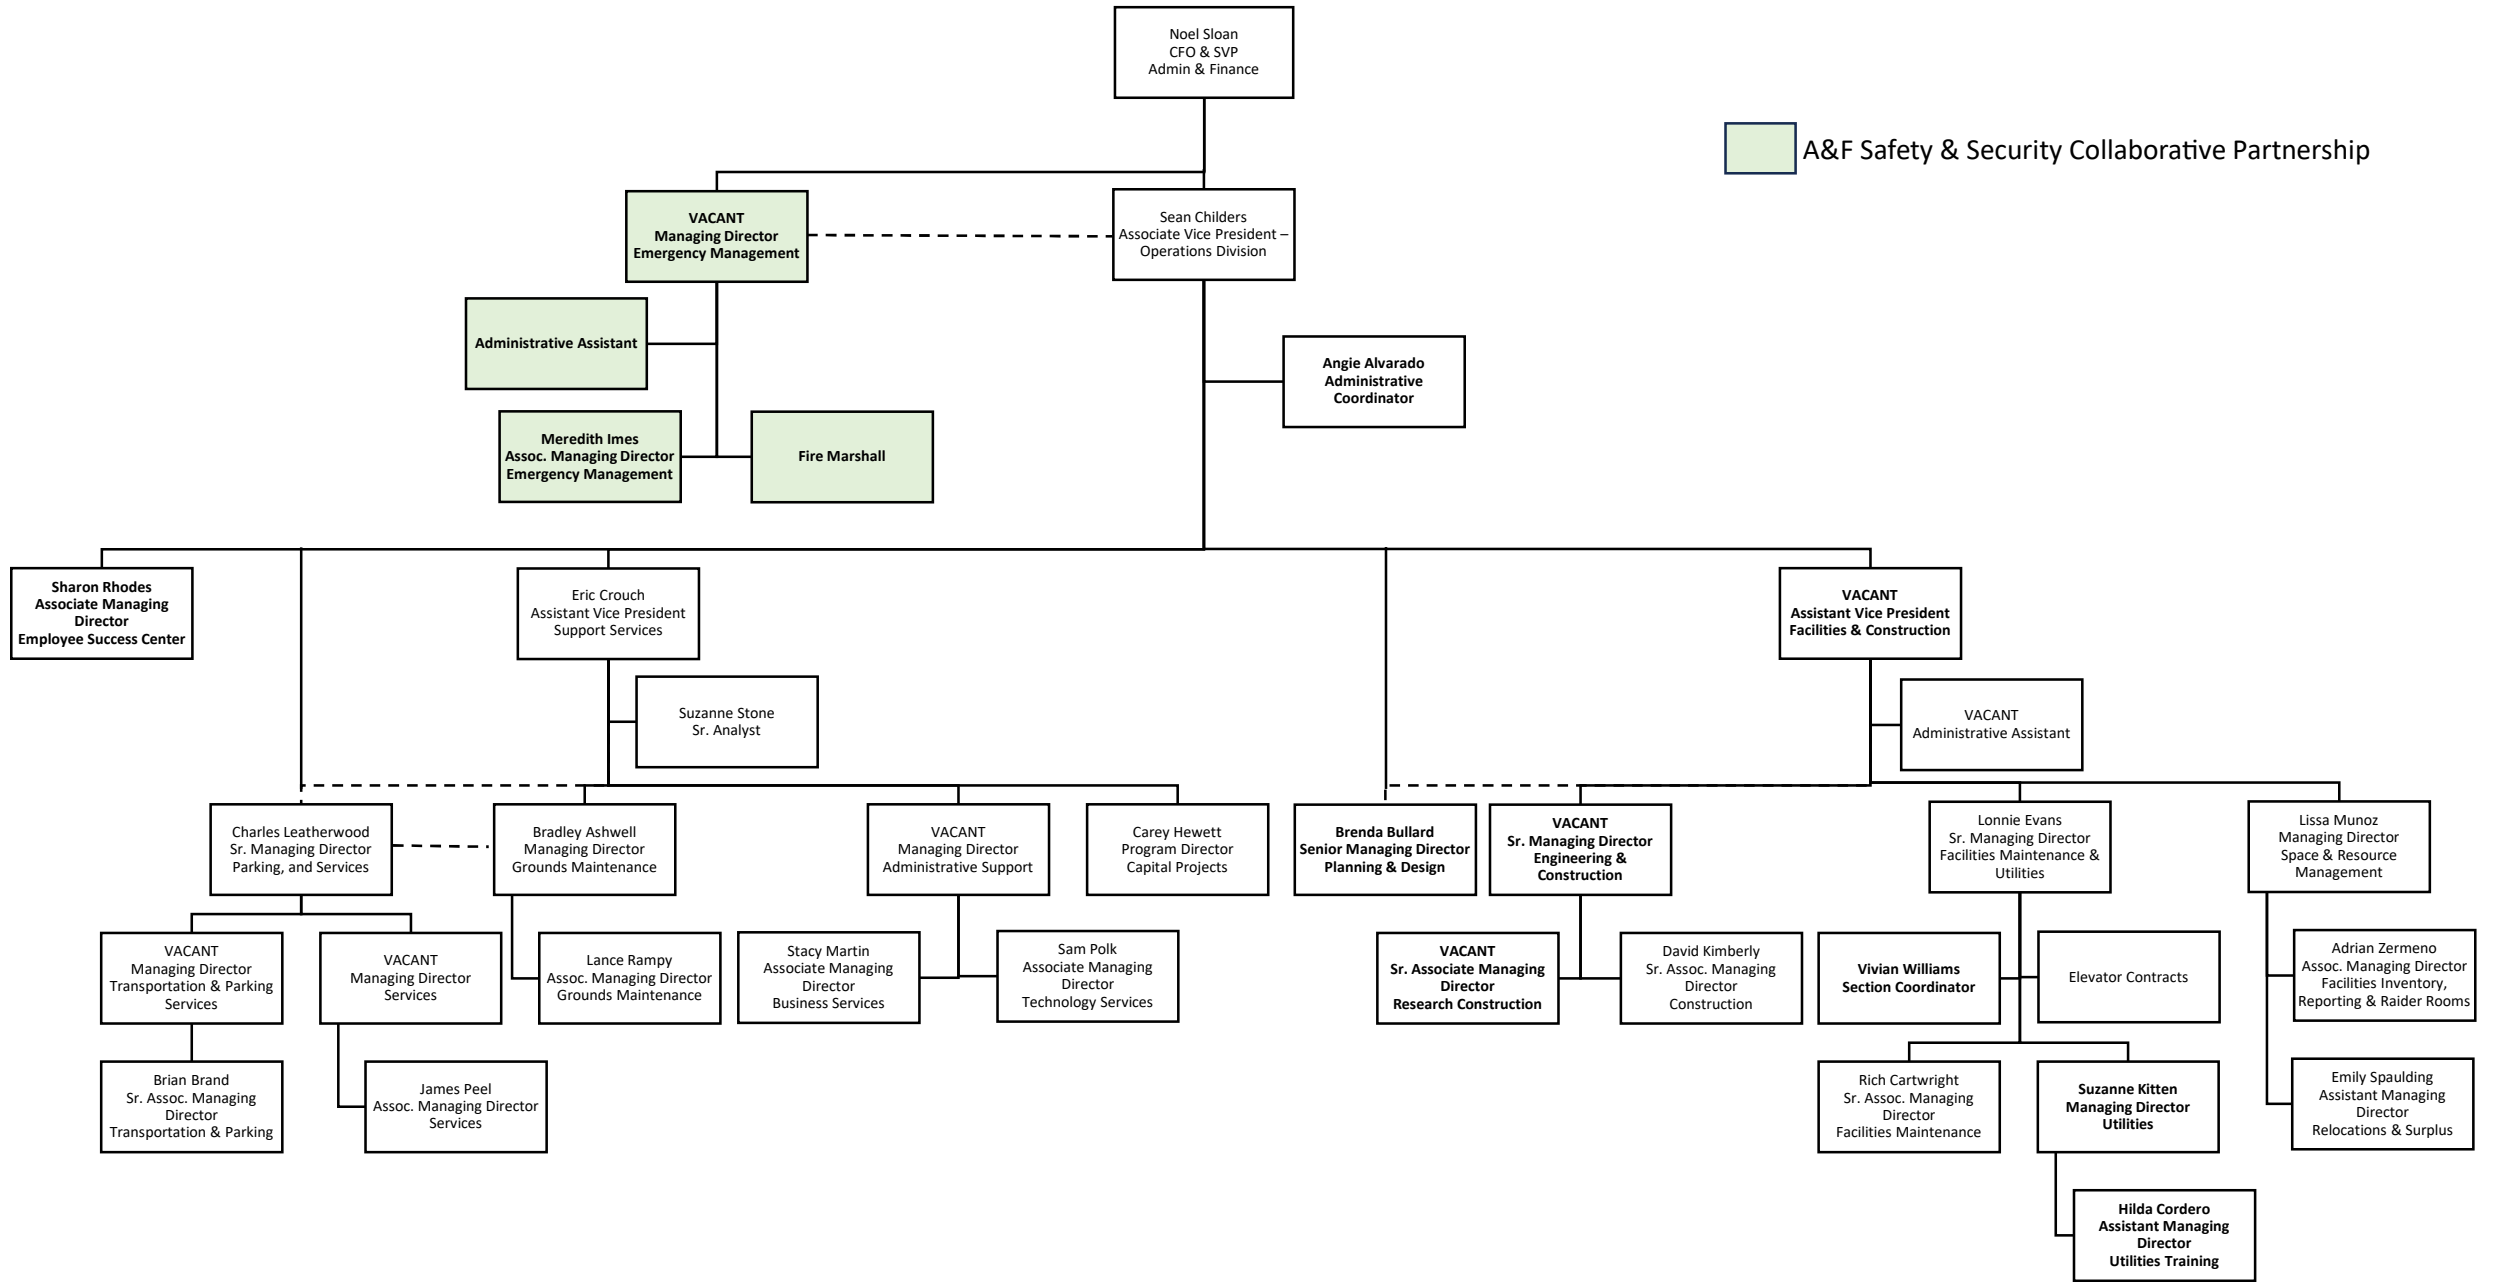 Noel Sloan
CFO & SVP
Admin & Finance
A&F Safety & Security Collaborative Partnership
VACANT
Managing Director
Emergency Management
Sean Childers
Associate Vice President –
Operations Division
Administrative Assistant
Angie Alvarado
Administrative
Coordinator
Meredith Imes
Assoc. Managing Director
Emergency Management
Fire Marshall
Sharon Rhodes
Associate Managing
Director
Employee Success Center
Eric Crouch
Assistant Vice President
Support Services
VACANT
Assistant Vice President
Facilities & Construction
Suzanne Stone
Sr. Analyst
VACANT
Administrative Assistant
Charles Leatherwood
Sr. Managing Director
Parking, and Services
Bradley Ashwell
Managing Director
Grounds Maintenance
VACANT
Managing Director
Administrative Support
Carey Hewett
Program Director
Capital Projects
Brenda Bullard
Senior Managing Director
Planning & Design
VACANT
Sr. Managing Director
Engineering &
Construction
Lonnie Evans
Sr. Managing Director
Facilities Maintenance &
Utilities
Lissa Munoz
Managing Director
Space & Resource
Management
VACANT
Managing Director
Transportation & Parking
Services
VACANT
Managing Director
Services
Lance Rampy
Assoc. Managing Director
Grounds Maintenance
Stacy Martin
Associate Managing
Director
Business Services
Sam Polk
Associate Managing
Director
Technology Services
VACANT
Sr. Associate Managing
Director
Research Construction
David Kimberly
Sr. Assoc. Managing
Director
Construction
Vivian Williams
Section Coordinator
Elevator Contracts
Adrian Zermeno
Assoc. Managing Director
Facilities Inventory,
Reporting & Raider Rooms
Brian Brand
Sr. Assoc. Managing
Director
Transportation & Parking
James Peel
Assoc. Managing Director
Services
Rich Cartwright
Sr. Assoc. Managing
Director
Facilities Maintenance
Suzanne Kitten
Managing Director
Utilities
Emily Spaulding
Assistant Managing
Director
Relocations & Surplus
Hilda Cordero
Assistant Managing
Director
Utilities Training